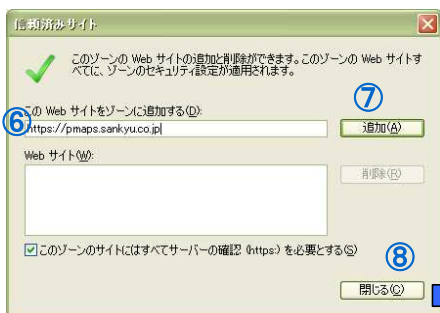 信頼済みサイト
このゾーンの Web サイトの追加と削除ができます。このゾーンの Web サイトす
べてに、ゾーンのセキュリティ設定が適用されます。
⑦
この Web サイトをゾーンに追加する(D):
⑥
https://pmaps.sankyu.co.jp
追加(A)
Web サイト(W):
削除(R)
このゾーンのサイトにはすべてサーバーの確認 (https:) を必要とする(S)
⑧
閉じる(C)